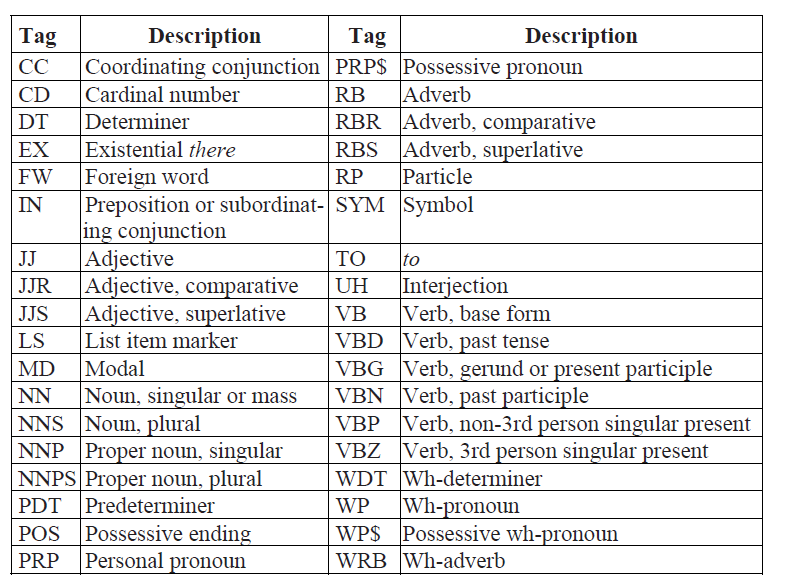 Tag Description Tag Description
CC Coordinating conjunction PRP$ Possessive pronoun
CD Cardinal number RB Adverb
DT Determiner RBR Adverb, comparative
EX Existential there RBS Adverb, superlative
FW Foreign word RP Particle
IN Preposition or subordinat- SYM Symbol
ing conjunction
JJ Adjective TO to
JJR Adjective, comparative UH Interjection
JJS Adjective, superlative VB Verb, base form
LS List item marker VBD Verb, past tense
MD Modal VBG Verb, gerund or present participle
NN Noun, singular or mass VBN Verb, past participle
NNS Noun, plural VBP Verb, non-3rd person singular present
NNP Proper noun, singular VBZ Verb, 3rd person singular present
NNPS Proper noun, plural WDT Wh-determiner
PDT Predeterminer WP Wh-pronoun
POS Possessive ending WP$ Possessive wh-pronoun
PRP Personal pronoun WRB Wh-adverb